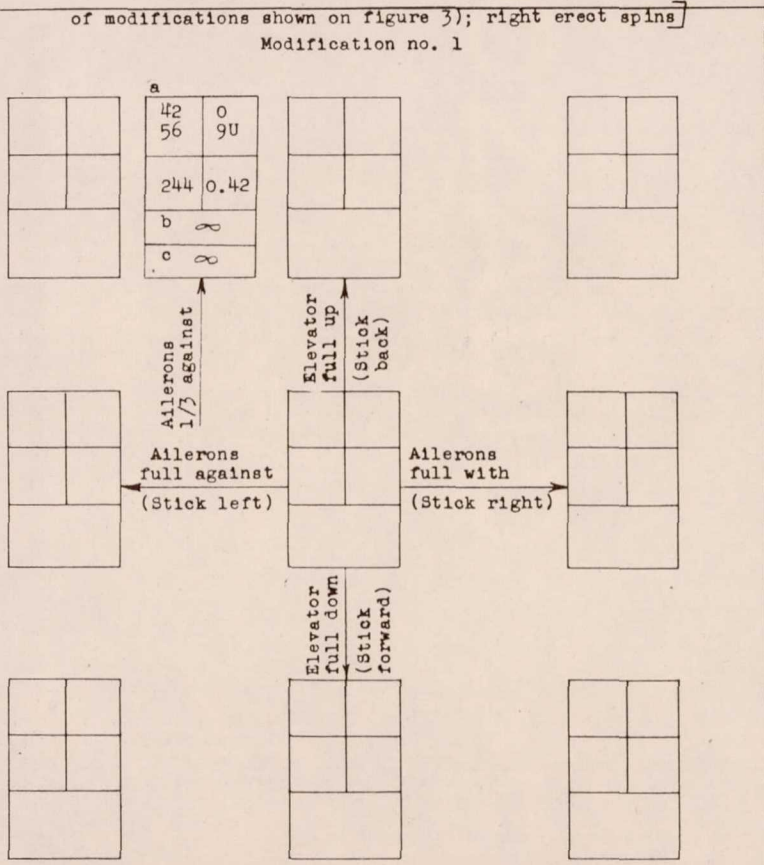 of modifications shown on figure 3); right erect spins]
Modification no. 1
a
42 0
56 9U
244 0.42
b ∞
c ∞
Ailerons
1/3 against
Elevator
full up
(Stick
back)
Ailerons
full against
(Stick left)
Ailerons
full with
(Stick right)
Elevator
full down
(Stick
forward)